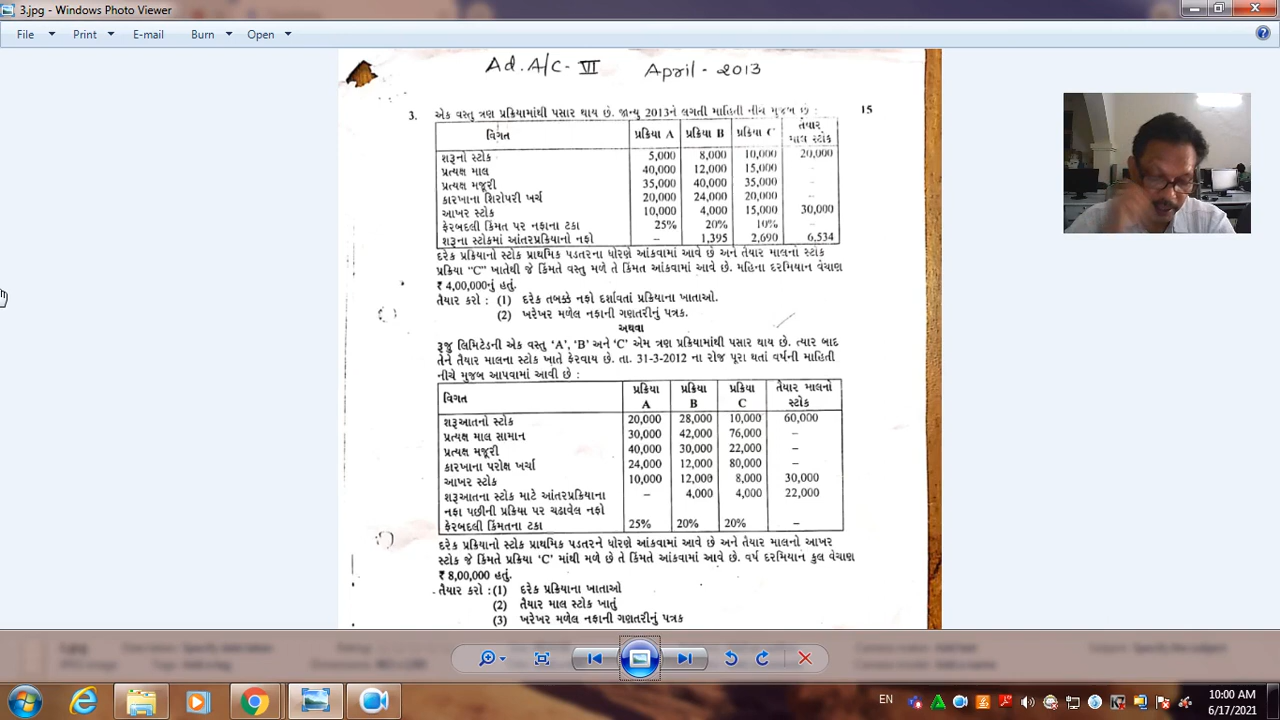 3.jpg - Windows Photo Viewer
File Print E-mail Burn Open
Ad. A/C - VII April - 2013
3. એક વસ્તુ ત્રણ પ્રક્રિયામાંથી પસાર થાય છે. જાન્યુ 2013ને લગતી માહિતી નીચે મુજબ છે : 15
વિગત પ્રક્રિયા A પ્રક્રિયા B પ્રક્રિયા C તૈયાર માલ સ્ટોક
શરૂનો સ્ટોક 5,000 8,000 10,000 20,000
પ્રત્યક્ષ માલ 40,000 12,000 15,000 -
પ્રત્યક્ષ મજૂરી 35,000 40,000 35,000 -
કારખાના શિરોપરી ખર્ચ 20,000 24,000 20,000 -
આખર સ્ટોક 10,000 4,000 15,000 30,000
ફેરબદલી કિંમત પર નફાના ટકા 25% 20% 10% -
શરૂના સ્ટોકમાં આંતરપ્રક્રિયાનો નફો – 1,395 2,690 6,534
દરેક પ્રક્રિયાનો સ્ટોક પ્રાથમિક પડતરના ધોરણે આંકવામાં આવે છે અને તૈયાર માલનો સ્ટોક
પ્રક્રિયા "C" ખાતેથી જે કિંમતે વસ્તુ મળે તે કિંમત આંકવામાં આવે છે. મહિના દરમિયાન વેચાણ
₹ 4,00,000નું હતું.
તૈયાર કરો : (1) દરેક તબક્કે નફો દર્શાવતાં પ્રક્રિયાના ખાતાઓ.
(2) ખરેખર મળેલ નફાની ગણતરીનું પત્રક.
અથવા
રૂજુ લિમિટેડની એક વસ્તુ 'A', 'B' અને 'C' એમ ત્રણ પ્રક્રિયામાંથી પસાર થાય છે. ત્યાર બાદ
તેને તૈયાર માલના સ્ટોક ખાતે ફેરવાય છે. તા. 31-3-2012 ના રોજ પૂરા થતાં વર્ષની માહિતી
નીચે મુજબ આપવામાં આવી છે :
વિગત પ્રક્રિયા A પ્રક્રિયા B પ્રક્રિયા C તૈયાર માલનો સ્ટોક
શરૂઆતનો સ્ટોક 20,000 28,000 10,000 60,000
પ્રત્યક્ષ માલ સામાન 30,000 42,000 76,000 –
પ્રત્યક્ષ મજૂરી 40,000 30,000 22,000 –
કારખાના પરોક્ષ ખર્ચા 24,000 12,000 80,000 –
આખર સ્ટોક 10,000 12,000 8,000 30,000
શરૂઆતના સ્ટોક માટે આંતરપ્રક્રિયાના – 4,000 4,000 22,000
નફા પછીની પ્રક્રિયા પર ચઢાવેલ નફો
ફેરબદલી કિંમતના ટકા 25% 20% 20% –
દરેક પ્રક્રિયાનો સ્ટોક પ્રાથમિક પડતરને ધોરણે આંકવામાં આવે છે અને તૈયાર માલનો આખર
સ્ટોક જે કિંમતે પ્રક્રિયા 'C' માંથી મળે છે તે કિંમતે આંકવામાં આવે છે. વર્ષ દરમિયાન કુલ વેચાણ
₹ 8,00,000 હતું.
તૈયાર કરો : (1) દરેક પ્રક્રિયાના ખાતાઓ
(2) તૈયાર માલ સ્ટોક ખાતું
(3) ખરેખર મળેલ નફાની ગણતરીનું પત્રક
EN 10:00 AM
6/17/2021